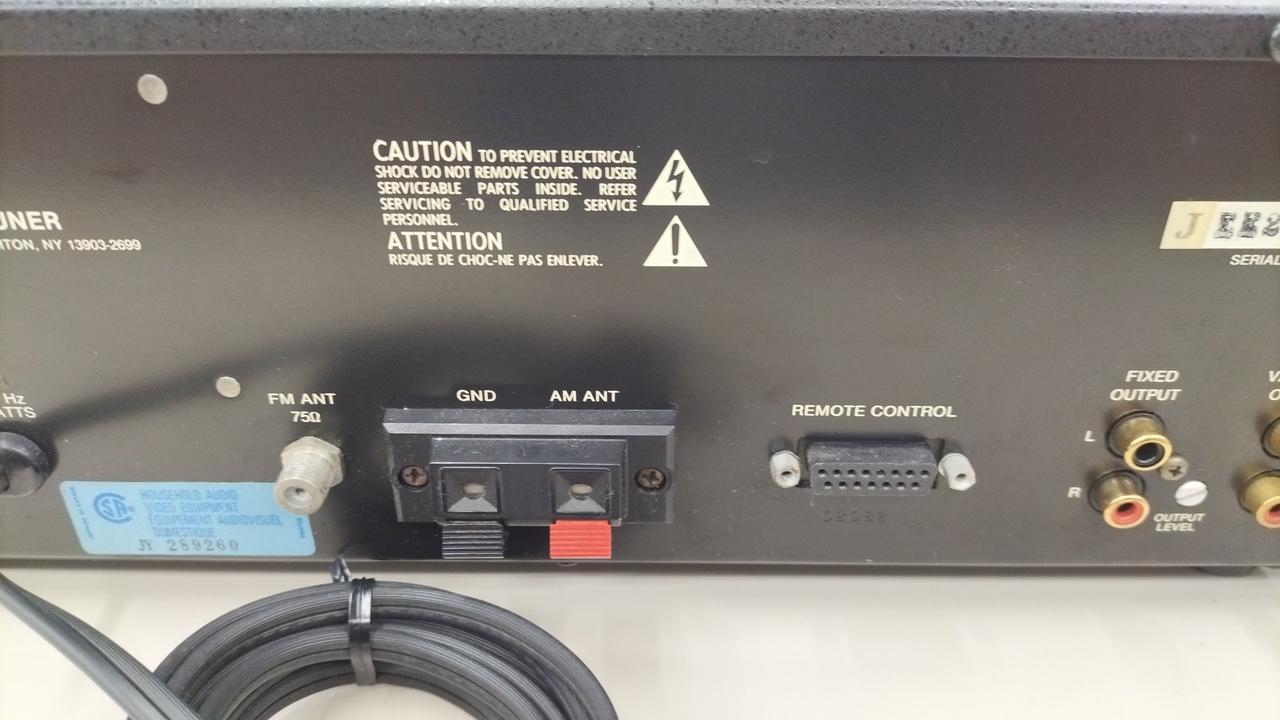 CAUTION TO PREVENT ELECTRICAL
SHOCK DO NOT REMOVE COVER. NO USER
SERVICEABLE PARTS INSIDE. REFER
SERVICING TO QUALIFIED SERVICE
PERSONNEL.
ATTENTION
RISQUE DE CHOC-NE PAS ENLEVER.
UNER
TON, NY 13903-2699
J
SERIAL
Hz
ATTS
FM ANT
75Ω
GND
AM ANT
REMOTE CONTROL
FIXED
OUTPUT
L
R
OUTPUT
LEVEL
HOUSEHOLD AUDIO
VIDEO EQUIPMENT
EQUIPEMENT AUDIOVISUEL
DOMESTIQUE
JY 289260